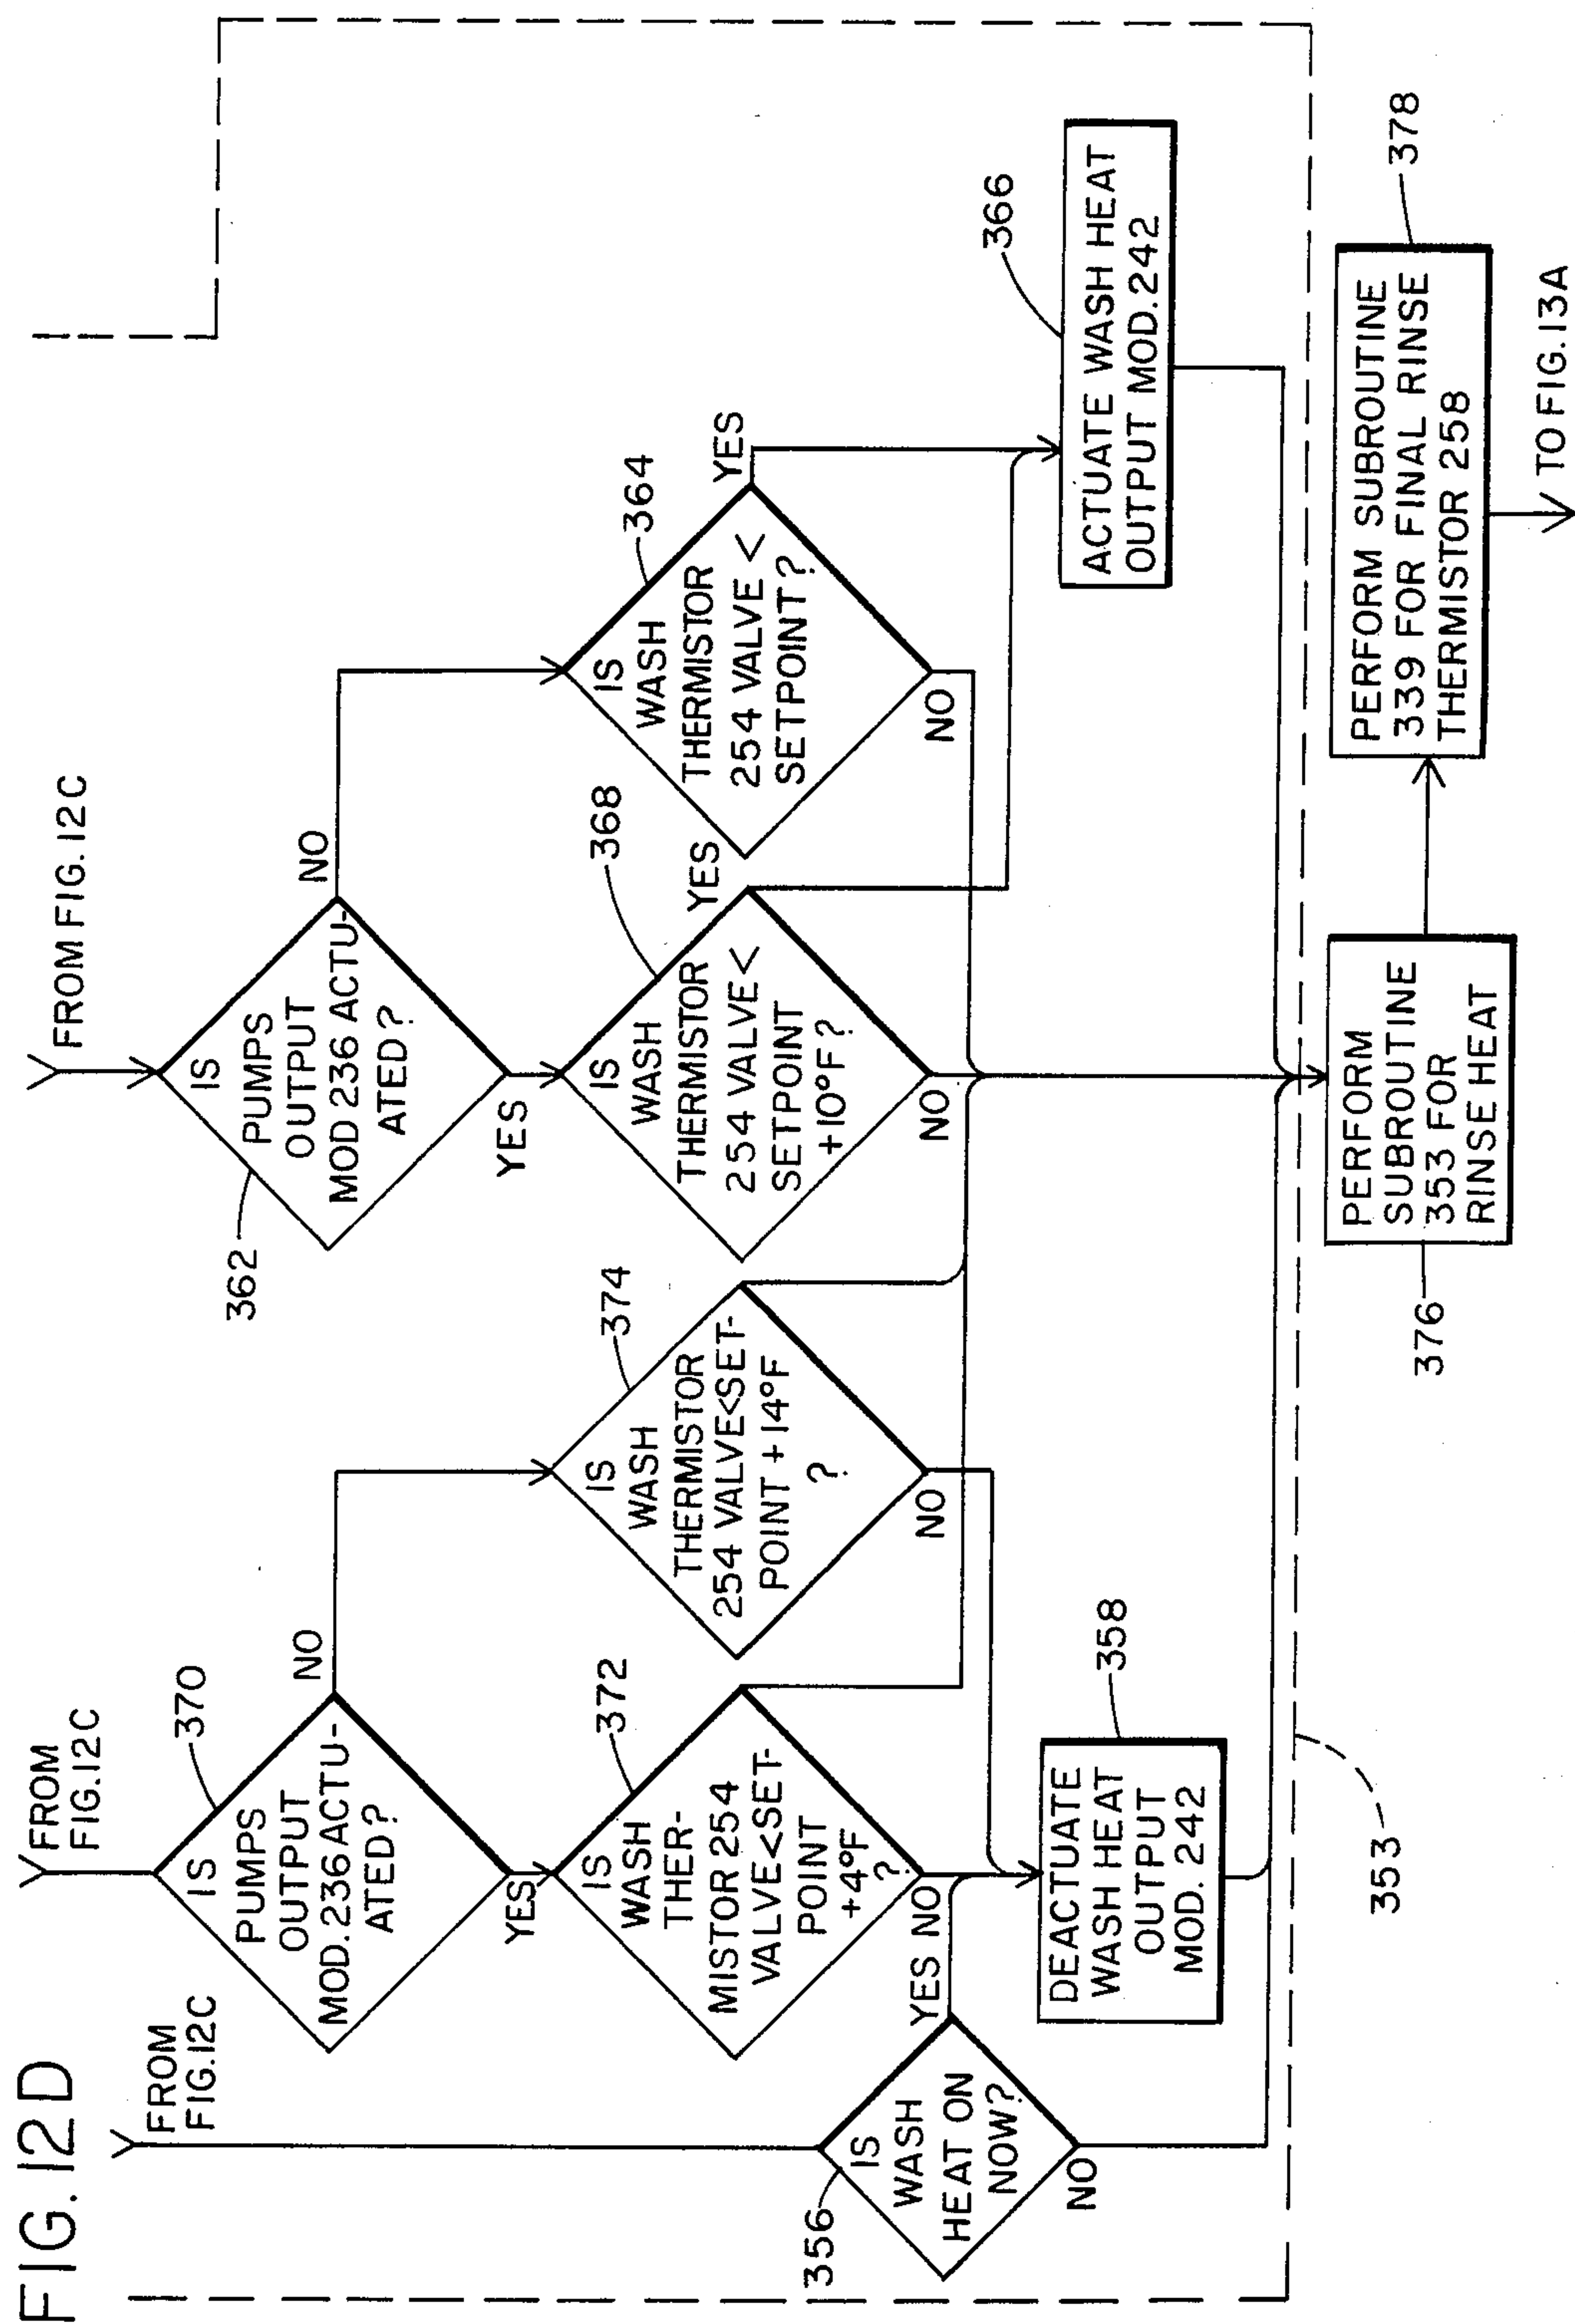 FIG. 12D
FROM
FIG.12C
FROM
FIG.12C
FROM FIG. 12C
370
IS
PUMPS
OUTPUT
MOD. 236 ACTU-
ATED?
NO
YES
362
IS
PUMPS
OUTPUT
MOD 236 ACTU-
ATED?
NO
YES
372
IS
WASH
THER-
MISTOR 254
VALVE<SET-
POINT
+4°F
?
NO
374
IS
WASH
THERMISTOR
254 VALVE<SET-
POINT +14°F
?
NO
368
IS
WASH
THERMISTOR
254 VALVE<
SETPOINT
+10°F?
YES
NO
364
IS
WASH
THERMISTOR
254 VALVE <
SETPOINT?
YES
NO
356
IS
WASH
HEAT ON
NOW?
YES
NO
358
DEACTUATE
WASH HEAT
OUTPUT
MOD. 242
366
ACTUATE WASH HEAT
OUTPUT MOD.242
353
376
PERFORM
SUBROUTINE
353 FOR
RINSE HEAT
378
PERFORM SUBROUTINE
339 FOR FINAL RINSE
THERMISTOR 258
TO FIG.13A